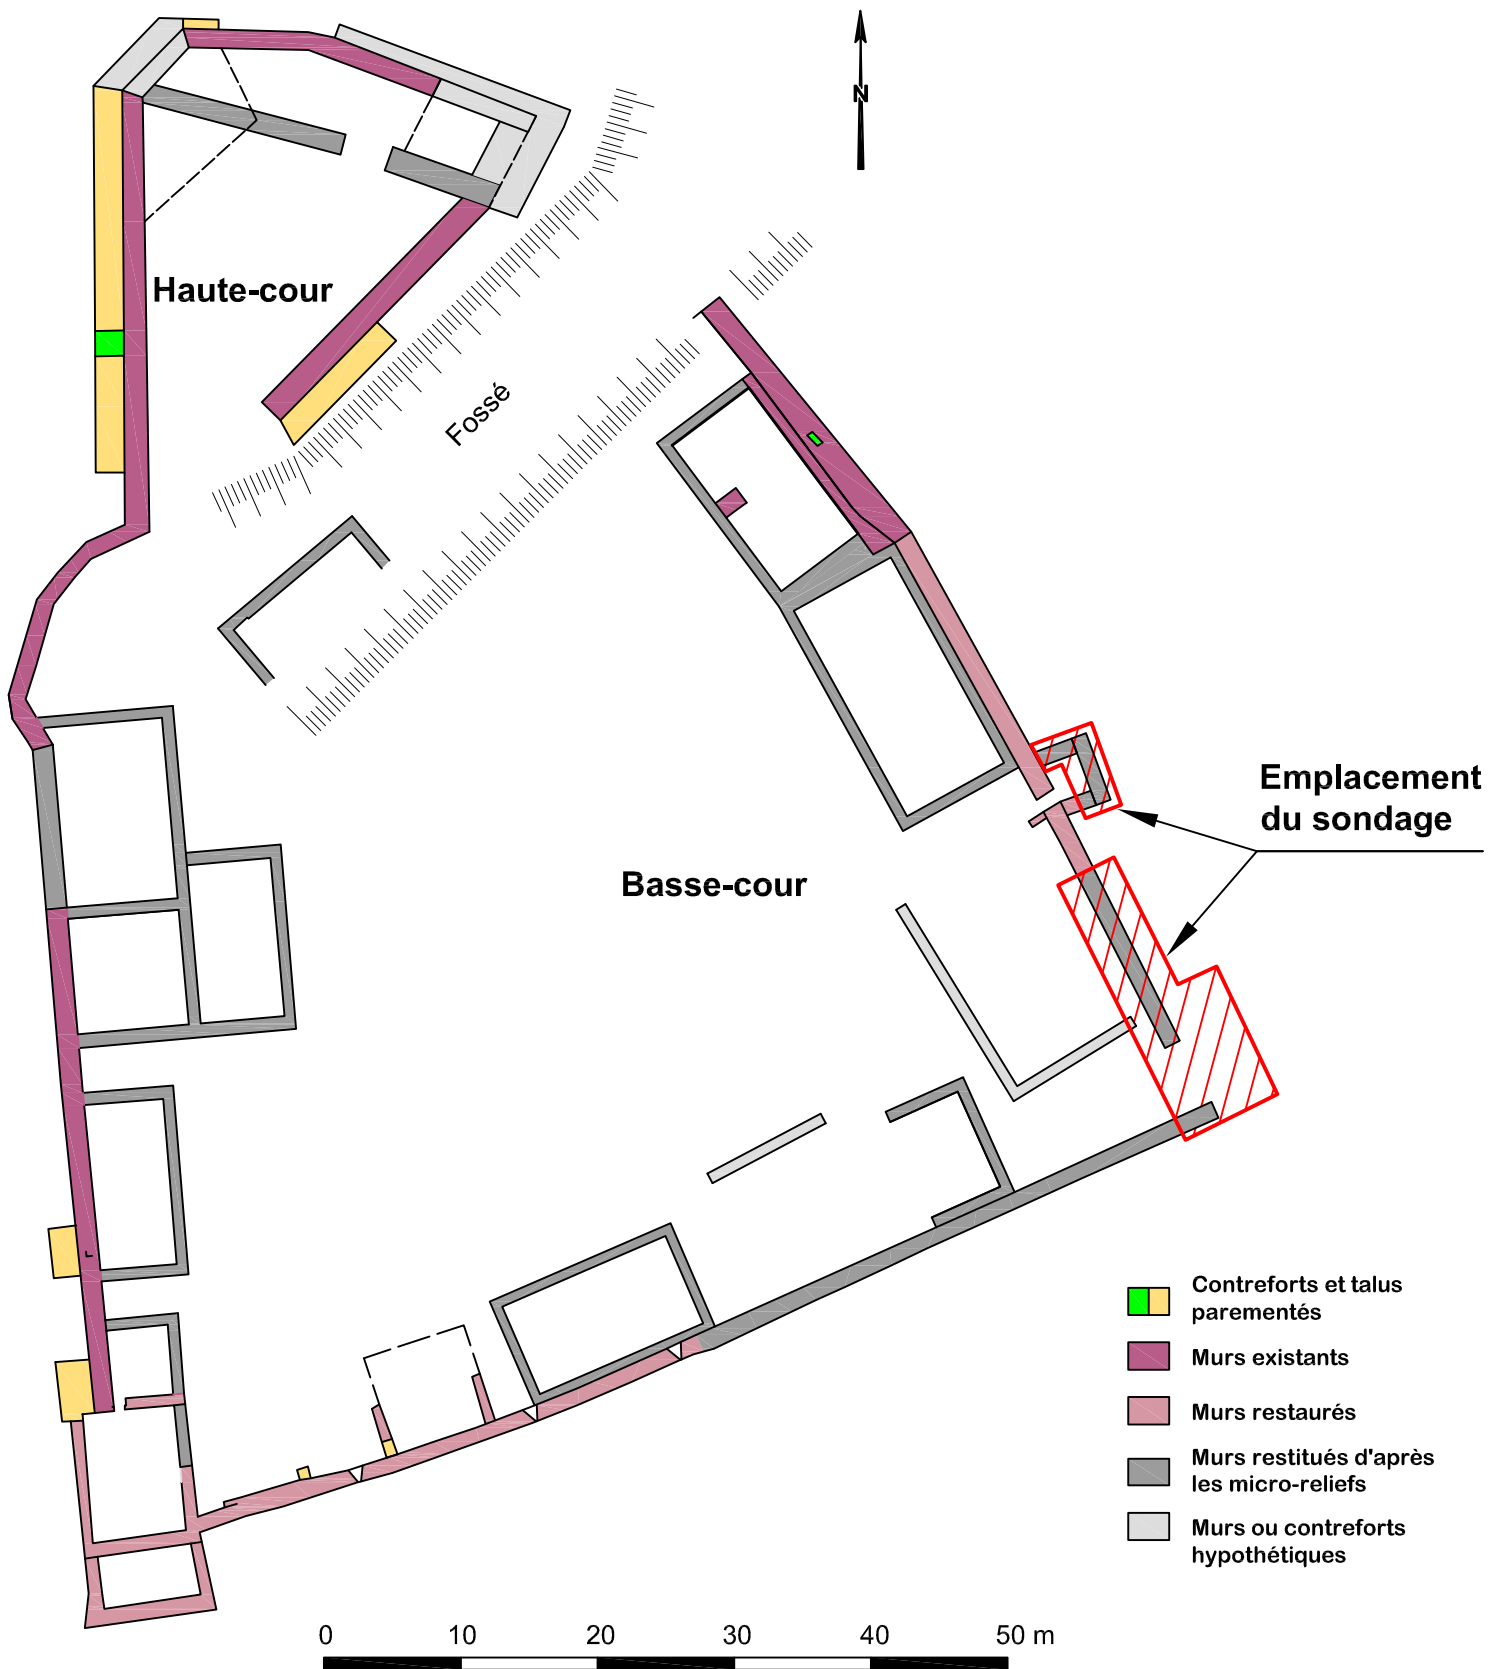 N
Haute-cour
Fossé
Emplacement
du sondage
Basse-cour
Contreforts et talus
parementés
Murs existants
Murs restaurés
Murs restitués d'après
les micro-reliefs
Murs ou contreforts
hypothétiques
0 10 20 30 40 50 m